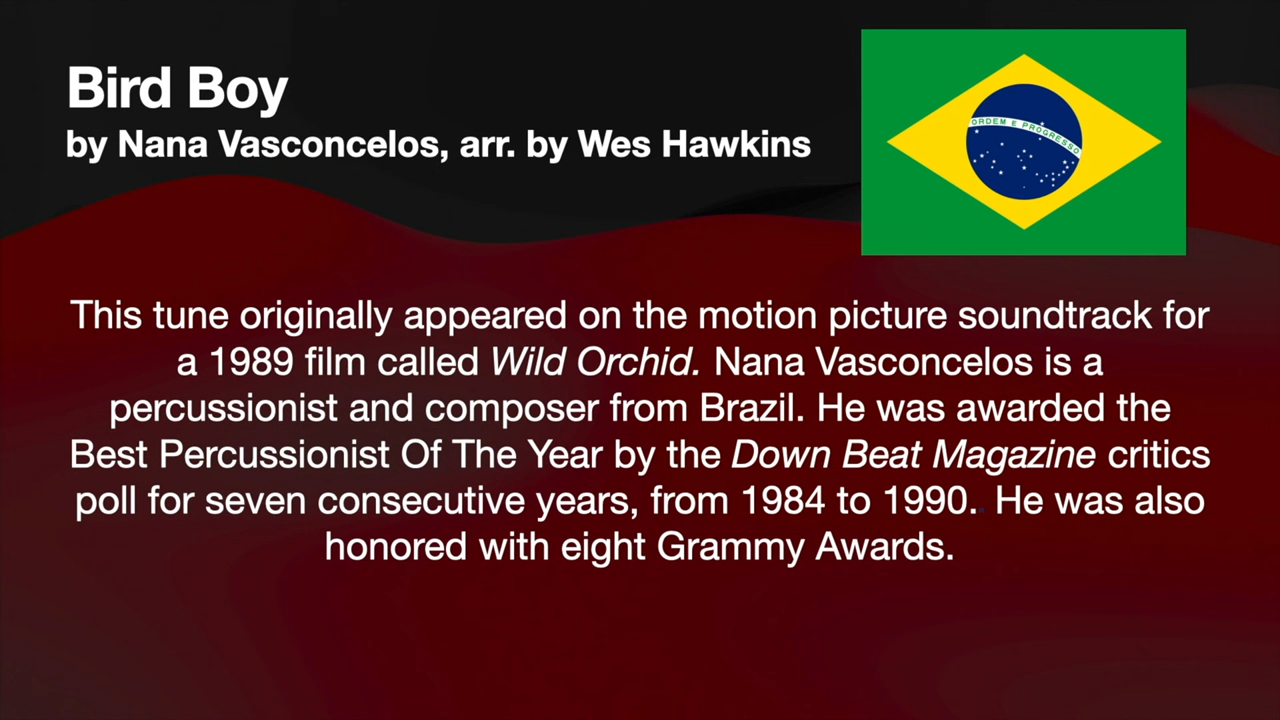 Bird Boy
by Nana Vasconcelos, arr. by Wes Hawkins
ORDEM E PROGRESSO
This tune originally appeared on the motion picture soundtrack for
a 1989 film called Wild Orchid. Nana Vasconcelos is a
percussionist and composer from Brazil. He was awarded the
Best Percussionist Of The Year by the Down Beat Magazine critics
poll for seven consecutive years, from 1984 to 1990. He was also
honored with eight Grammy Awards.